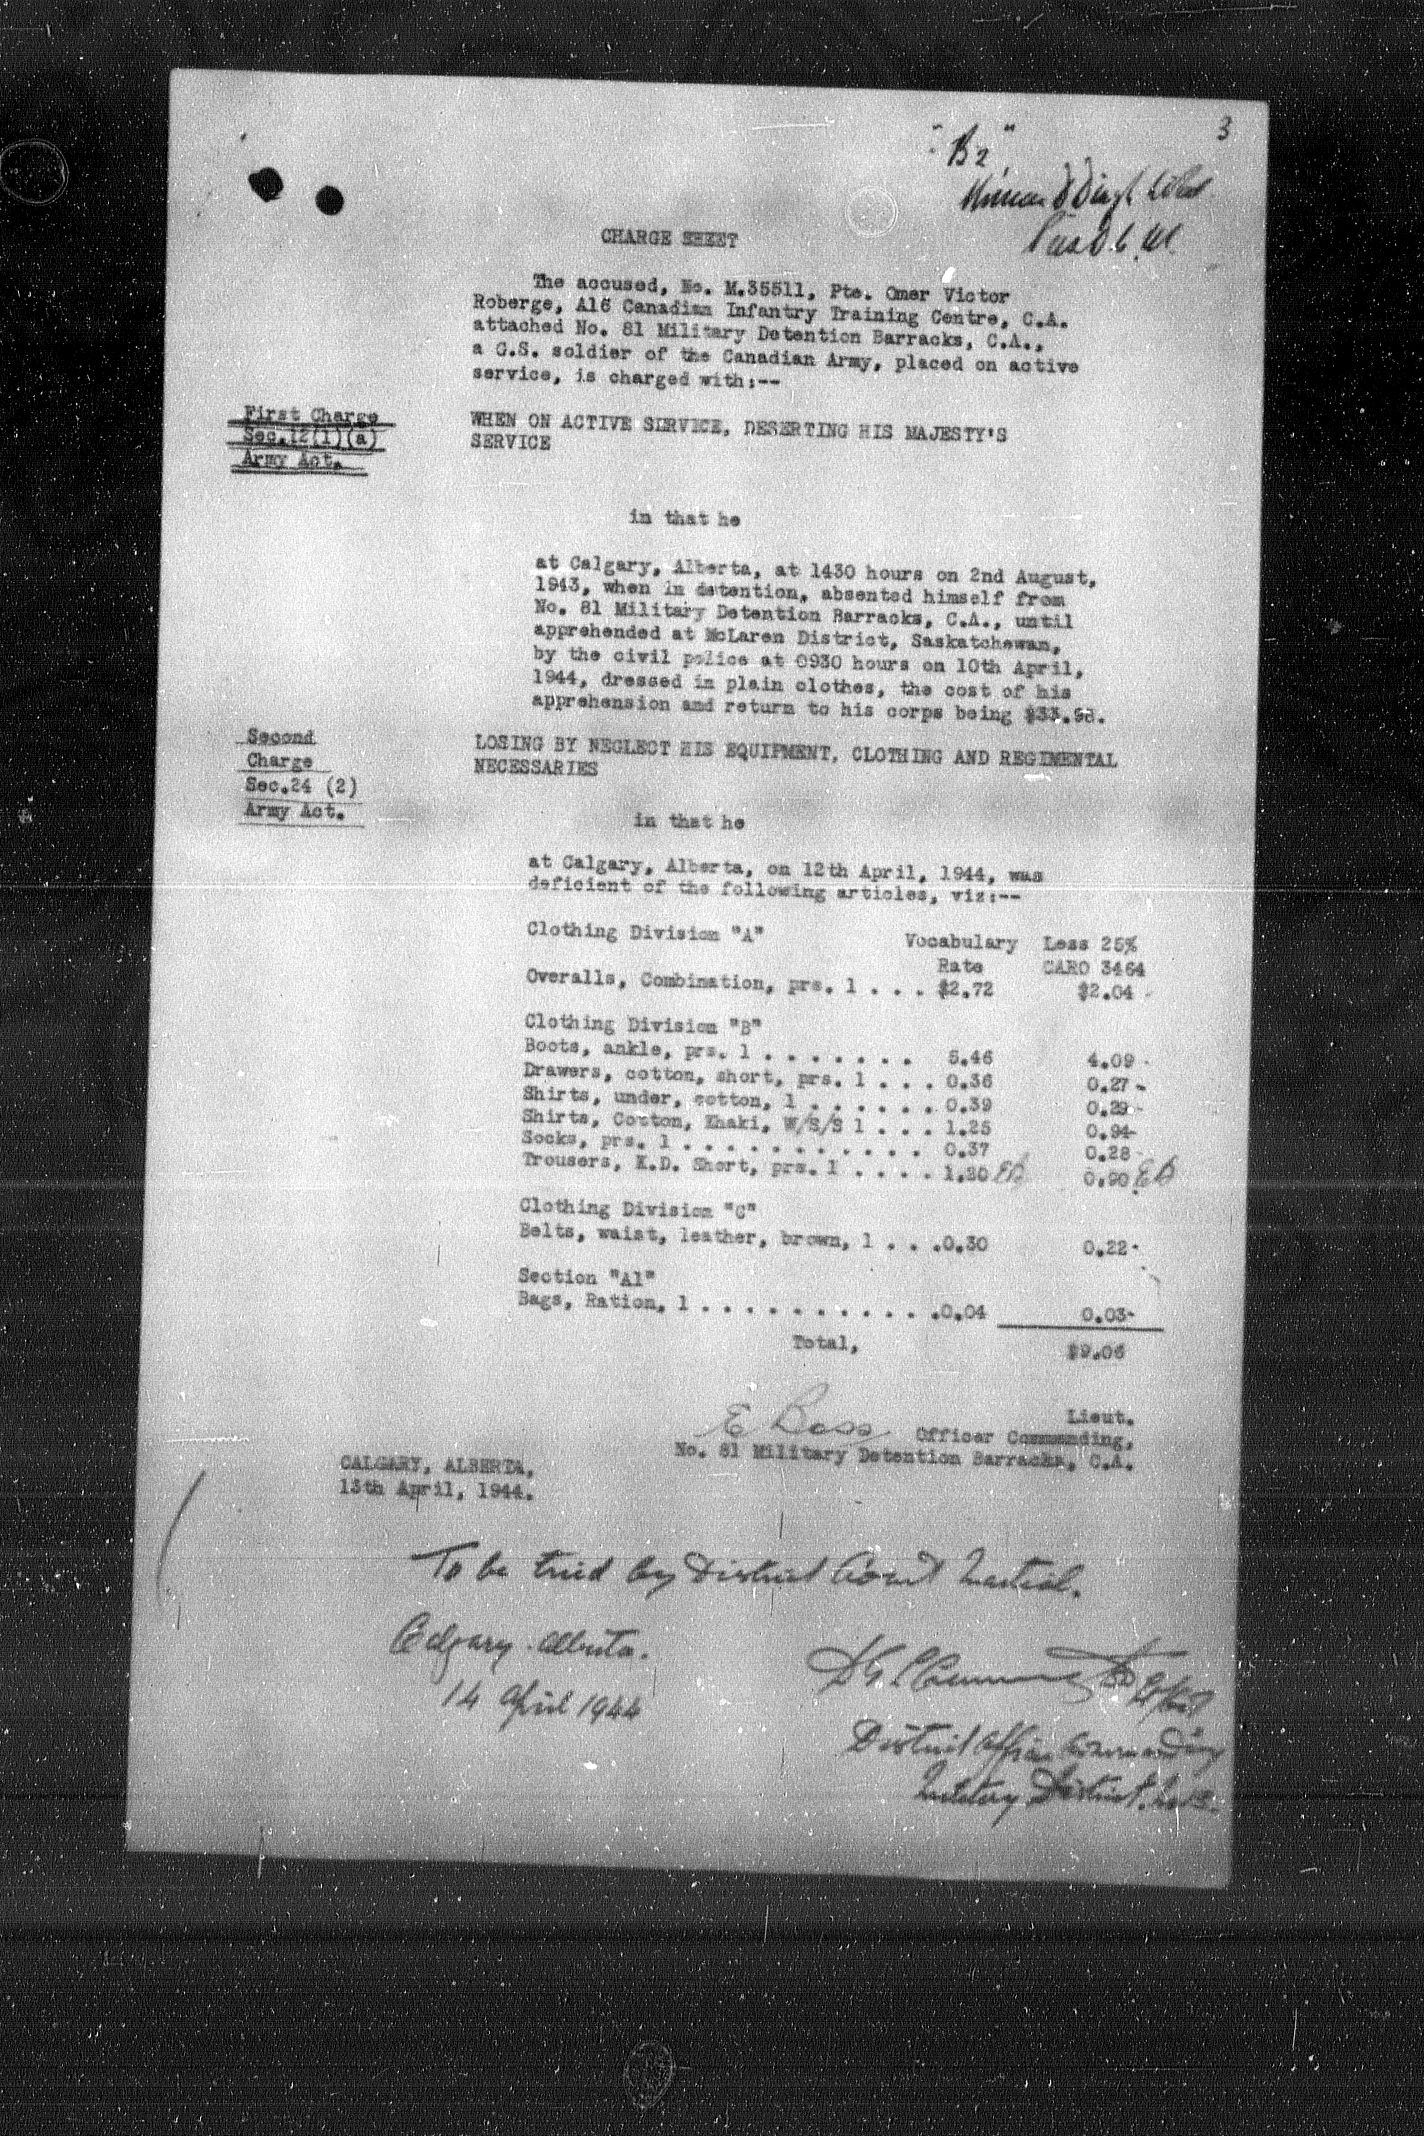 3
"B2"
CHARGE SHEET
The accused, No. M.35511, Pte. Omer Victor
Roberge, A16 Canadian Infantry Training Centre, C.A.
attached No. 81 Military Detention Barracks, C.A.,
a G.S. soldier of the Canadian Army, placed on active
service, is charged with:--
First Charge
Sec.12(1)(a)
Army Act.
WHEN ON ACTIVE SERVICE, DESERTING HIS MAJESTY'S
SERVICE
in that he
at Calgary, Alberta, at 1430 hours on 2nd August,
1943, when in detention, absented himself from
No. 81 Military Detention Barracks, C.A., until
apprehended at McLaren District, Saskatchewan,
by the civil police at 0930 hours on 10th April,
1944, dressed in plain clothes, the cost of his
apprehension and return to his corps being
Second
Charge
Sec.24 (2)
Army Act.
LOSING BY NEGLECT HIS EQUIPMENT, CLOTHING AND REGIMENTAL
NECESSARIES
in that he
at Calgary, Alberta, on 12th April, 1944, was
deficient of the following articles, viz:--
Clothing Division "A" Vocabulary Less 25%
Rate CARO 3464
Overalls, Combination, prs. 1 . . . $2.72 $2.04 -
Clothing Division "B"
Boots, ankle, prs. 1 . . . . . . . 5.46 4.09 -
Drawers, cotton, short, prs. 1 . . . 0.36 0.27 -
Shirts, under, cotton, 1 . . . . . . 0.39 0.29 -
Shirts, Cotton, Khaki, W/S/S 1 . . . 1.25 0.94 -
Socks, prs. 1 . . . . . . . . . . . 0.37 0.28 -
Trousers, K.D. Short, prs. 1 . . . . 1.20 EB 0.90 EB
Clothing Division "C"
Belts, waist, leather, brown, 1 . . .0.30 0.22 -
Section "A1"
Bags, Ration, 1 . . . . . . . . . . .0.04 0.03-
Total, $9.06
E Bass Lieut.
Officer Commanding,
No. 81 Military Detention Barracks, C.A.
CALGARY, ALBERTA,
13th April, 1944.
To be tried by District Court Martial.
Calgary. Alberta.
14 April 1944
District Officer Commanding
Military District No. 13.